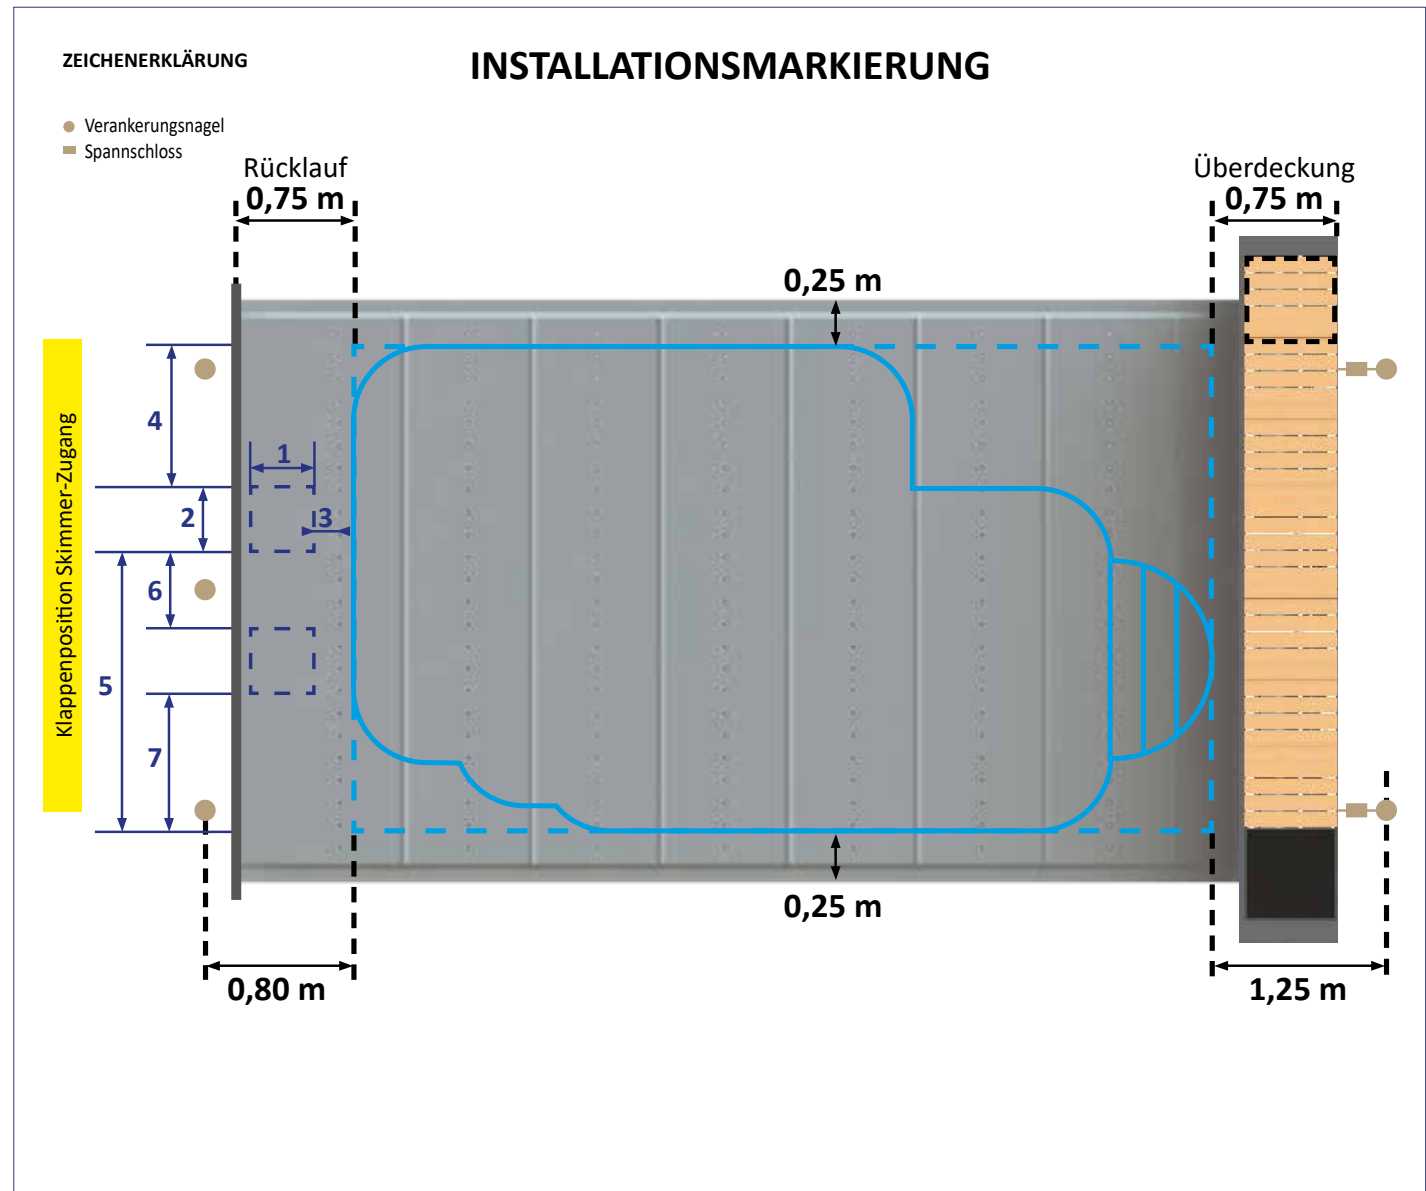 ZEICHENERKLÄRUNG
INSTALLATIONSMARKIERUNG
Verankerungsnagel
Spannschloss
Rücklauf
0,75 m
Überdeckung
0,75 m
0,25 m
Klappenposition Skimmer-Zugang
4
1
2
3
6
5
7
0,25 m
0,80 m
1,25 m